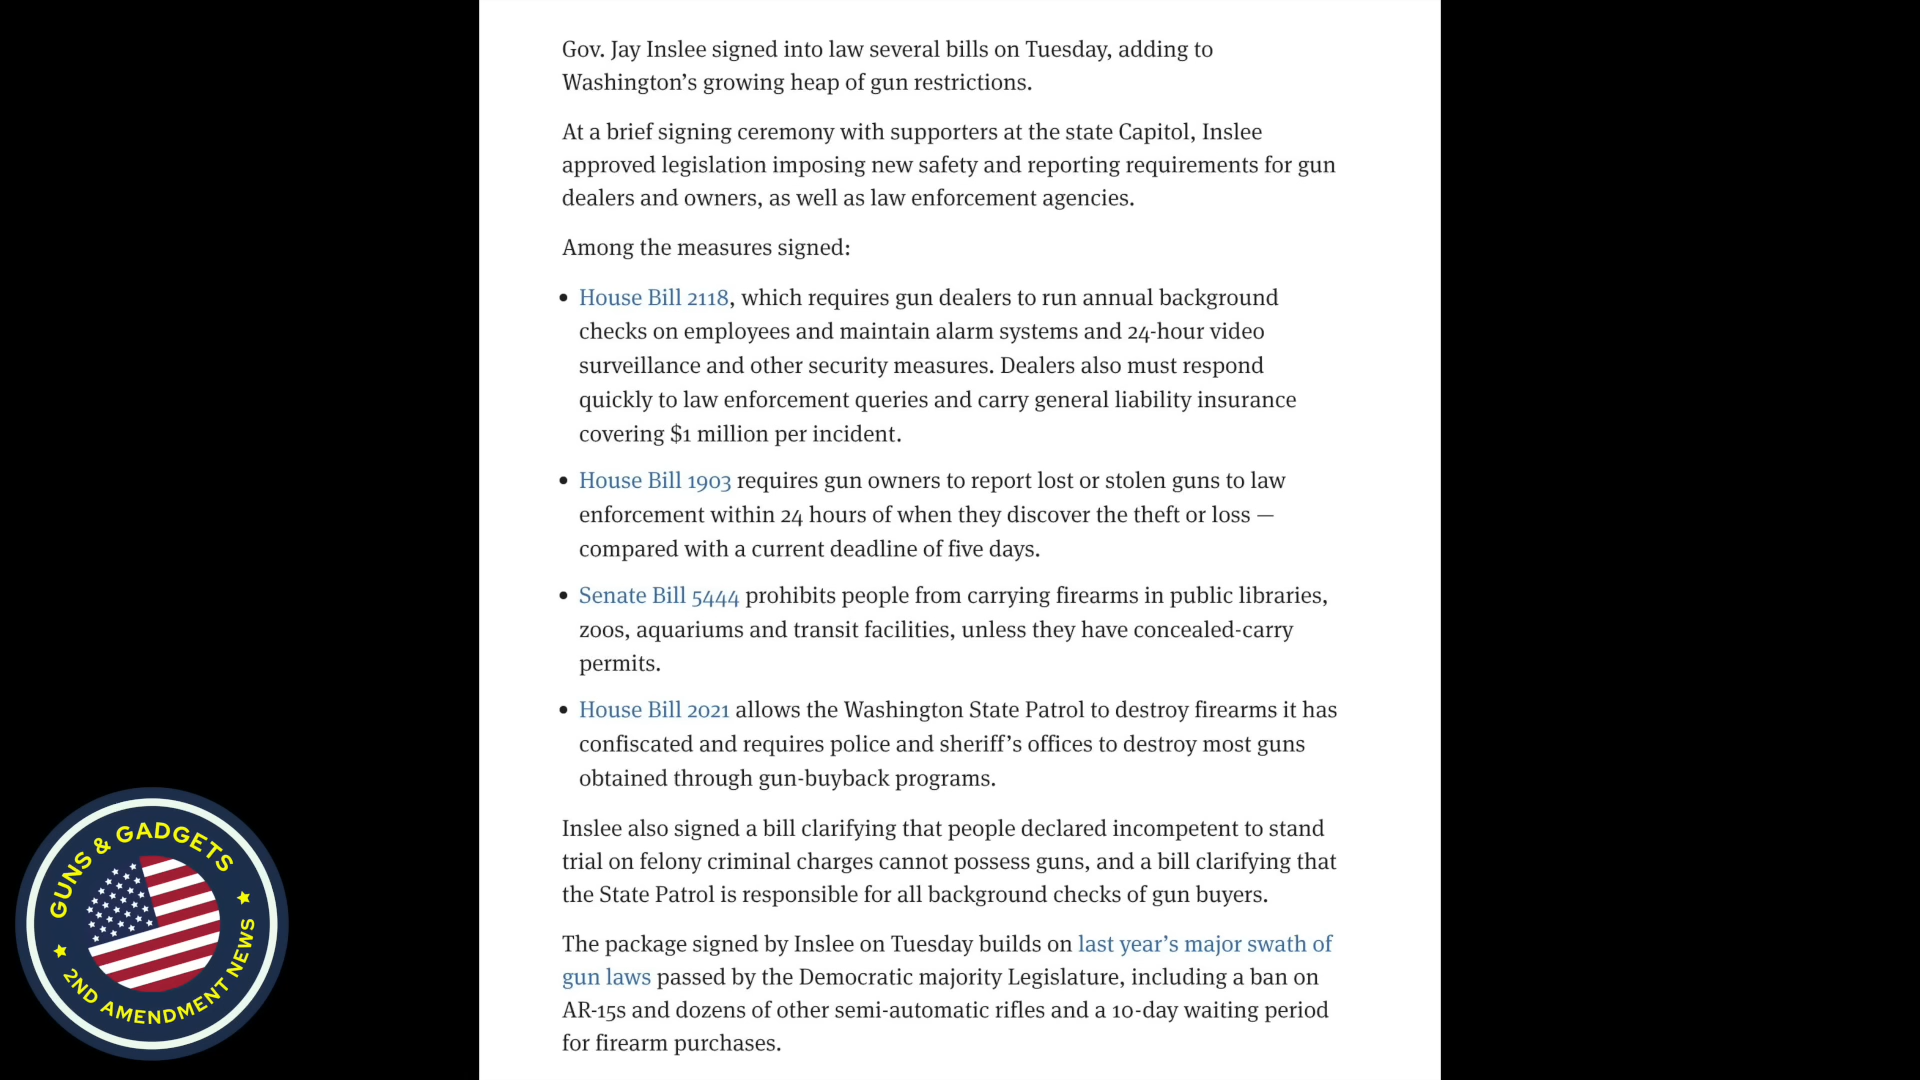 Gov. Jay Inslee signed into law several bills on Tuesday, adding to
Washington’s growing heap of gun restrictions.
At a brief signing ceremony with supporters at the state Capitol, Inslee
approved legislation imposing new safety and reporting requirements for gun
dealers and owners, as well as law enforcement agencies.
Among the measures signed:
• House Bill 2118, which requires gun dealers to run annual background
checks on employees and maintain alarm systems and 24-hour video
surveillance and other security measures. Dealers also must respond
quickly to law enforcement queries and carry general liability insurance
covering $1 million per incident.
• House Bill 1903 requires gun owners to report lost or stolen guns to law
enforcement within 24 hours of when they discover the theft or loss —
compared with a current deadline of five days.
• Senate Bill 5444 prohibits people from carrying firearms in public libraries,
zoos, aquariums and transit facilities, unless they have concealed-carry
permits.
• House Bill 2021 allows the Washington State Patrol to destroy firearms it has
confiscated and requires police and sheriff’s offices to destroy most guns
obtained through gun-buyback programs.
Inslee also signed a bill clarifying that people declared incompetent to stand
trial on felony criminal charges cannot possess guns, and a bill clarifying that
the State Patrol is responsible for all background checks of gun buyers.
The package signed by Inslee on Tuesday builds on last year’s major swath of
gun laws passed by the Democratic majority Legislature, including a ban on
AR-15s and dozens of other semi-automatic rifles and a 10-day waiting period
for firearm purchases.
GUNS & GADGETS
2ND AMENDMENT NEWS